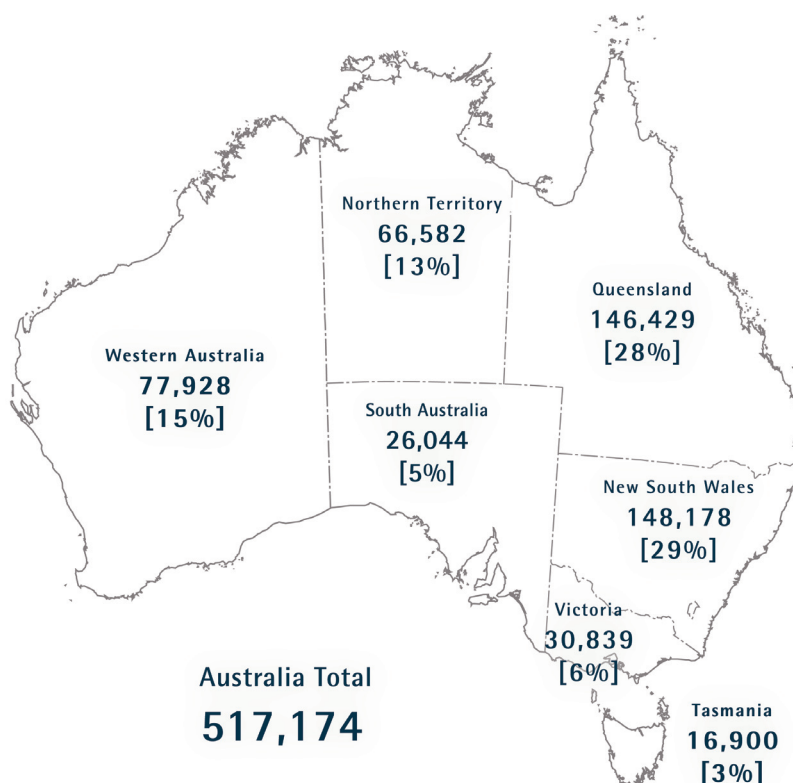 Northern Territory
66,582
[13%]
Queensland
146,429
[28%]
Western Australia
77,928
[15%]
South Australia
26,044
[5%]
New South Wales
148,178
[29%]
Victoria
30,839
[6%]
Australia Total
517,174
Tasmania
16,900
[3%]